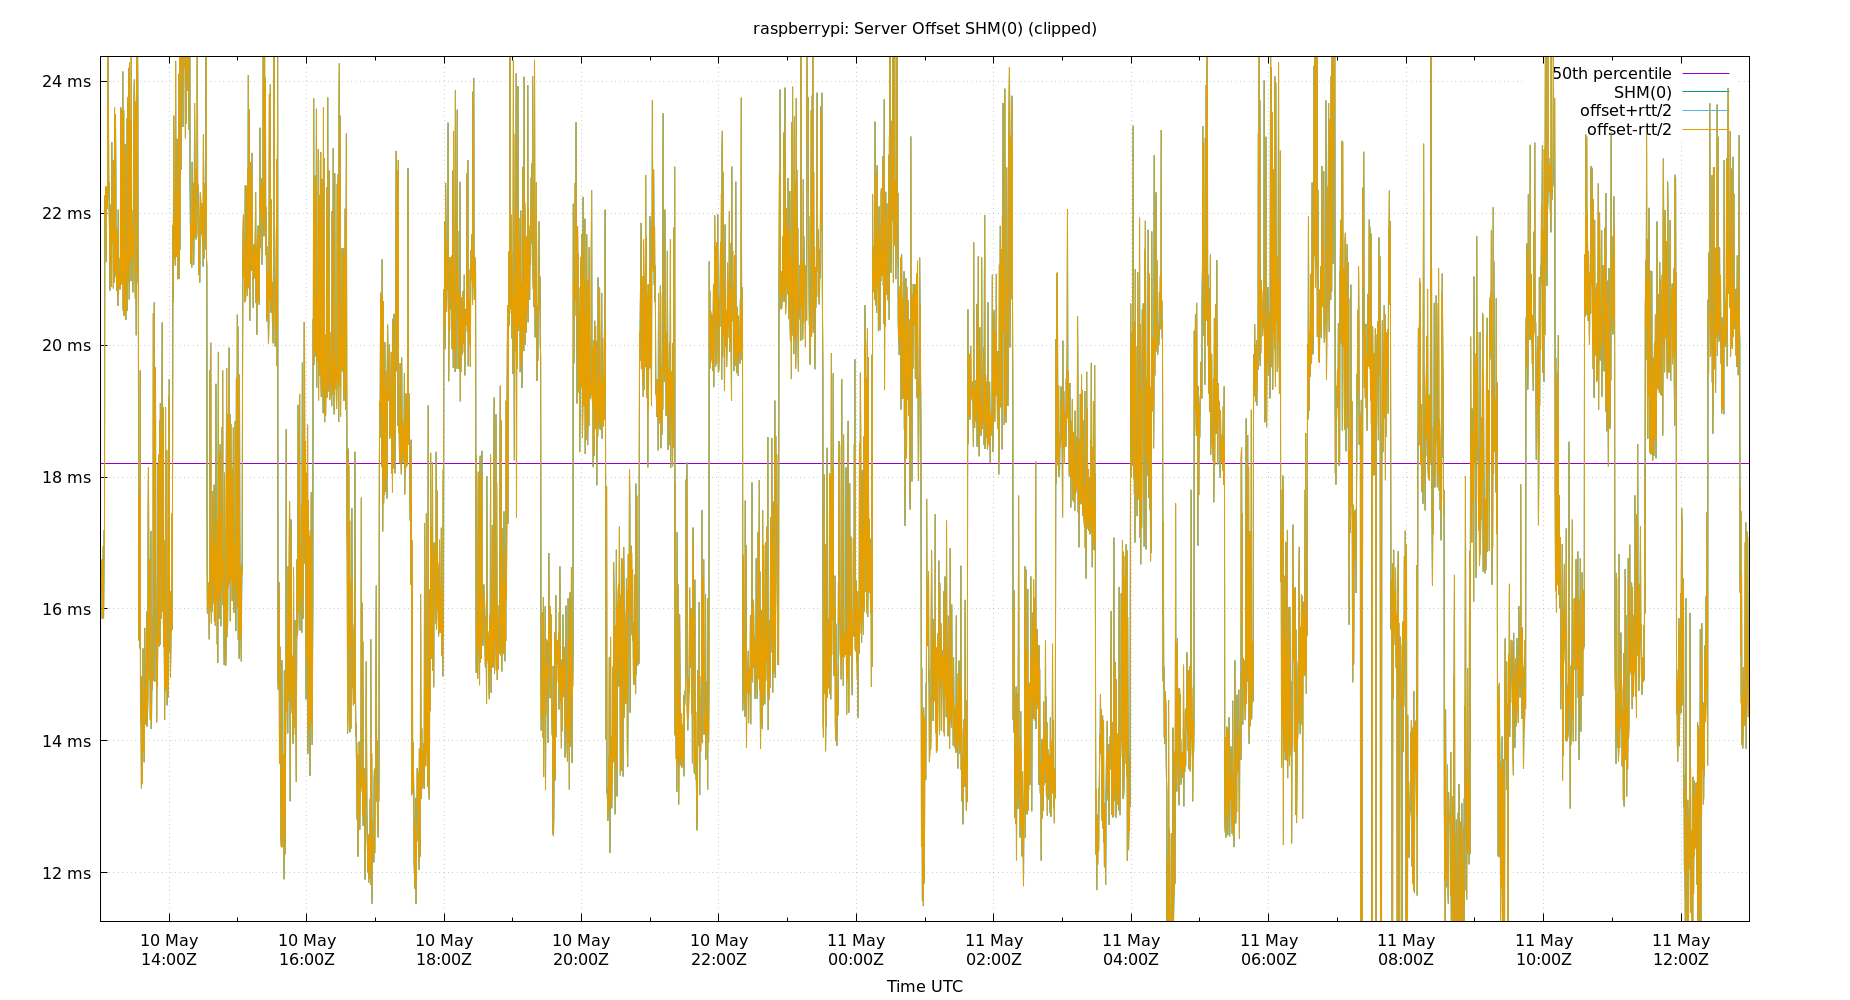 raspberrypi: Server Offset SHM(0) (clipped)
50th percentile
SHM(0)
offset+rtt/2
offset-rtt/2
24 ms
22 ms
20 ms
18 ms
16 ms
14 ms
12 ms
10 May 10 May 10 May 10 May 10 May 11 May 11 May 11 May 11 May 11 May 11 May 11 May
14:00Z 16:00Z 18:00Z 20:00Z 22:00Z 00:00Z 02:00Z 04:00Z 06:00Z 08:00Z 10:00Z 12:00Z
Time UTC